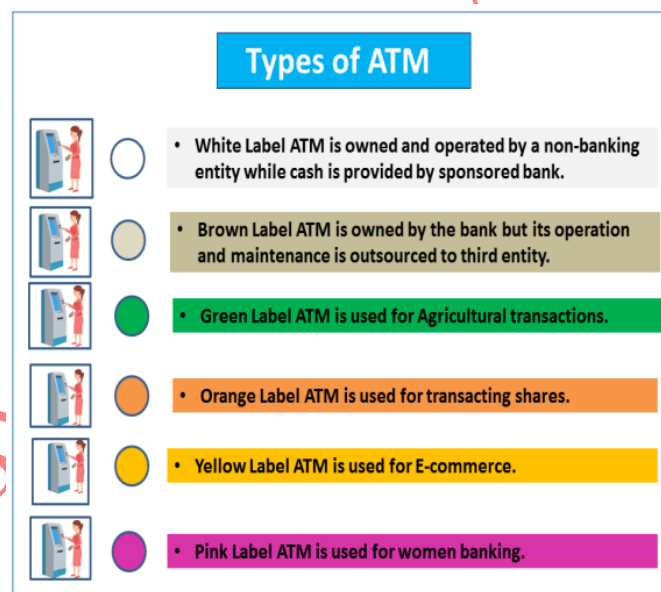 Types of ATM
• White Label ATM is owned and operated by a non-banking
entity while cash is provided by sponsored bank.
• Brown Label ATM is owned by the bank but its operation
and maintenance is outsourced to third entity.
• Green Label ATM is used for Agricultural transactions.
• Orange Label ATM is used for transacting shares.
• Yellow Label ATM is used for E-commerce.
• Pink Label ATM is used for women banking.